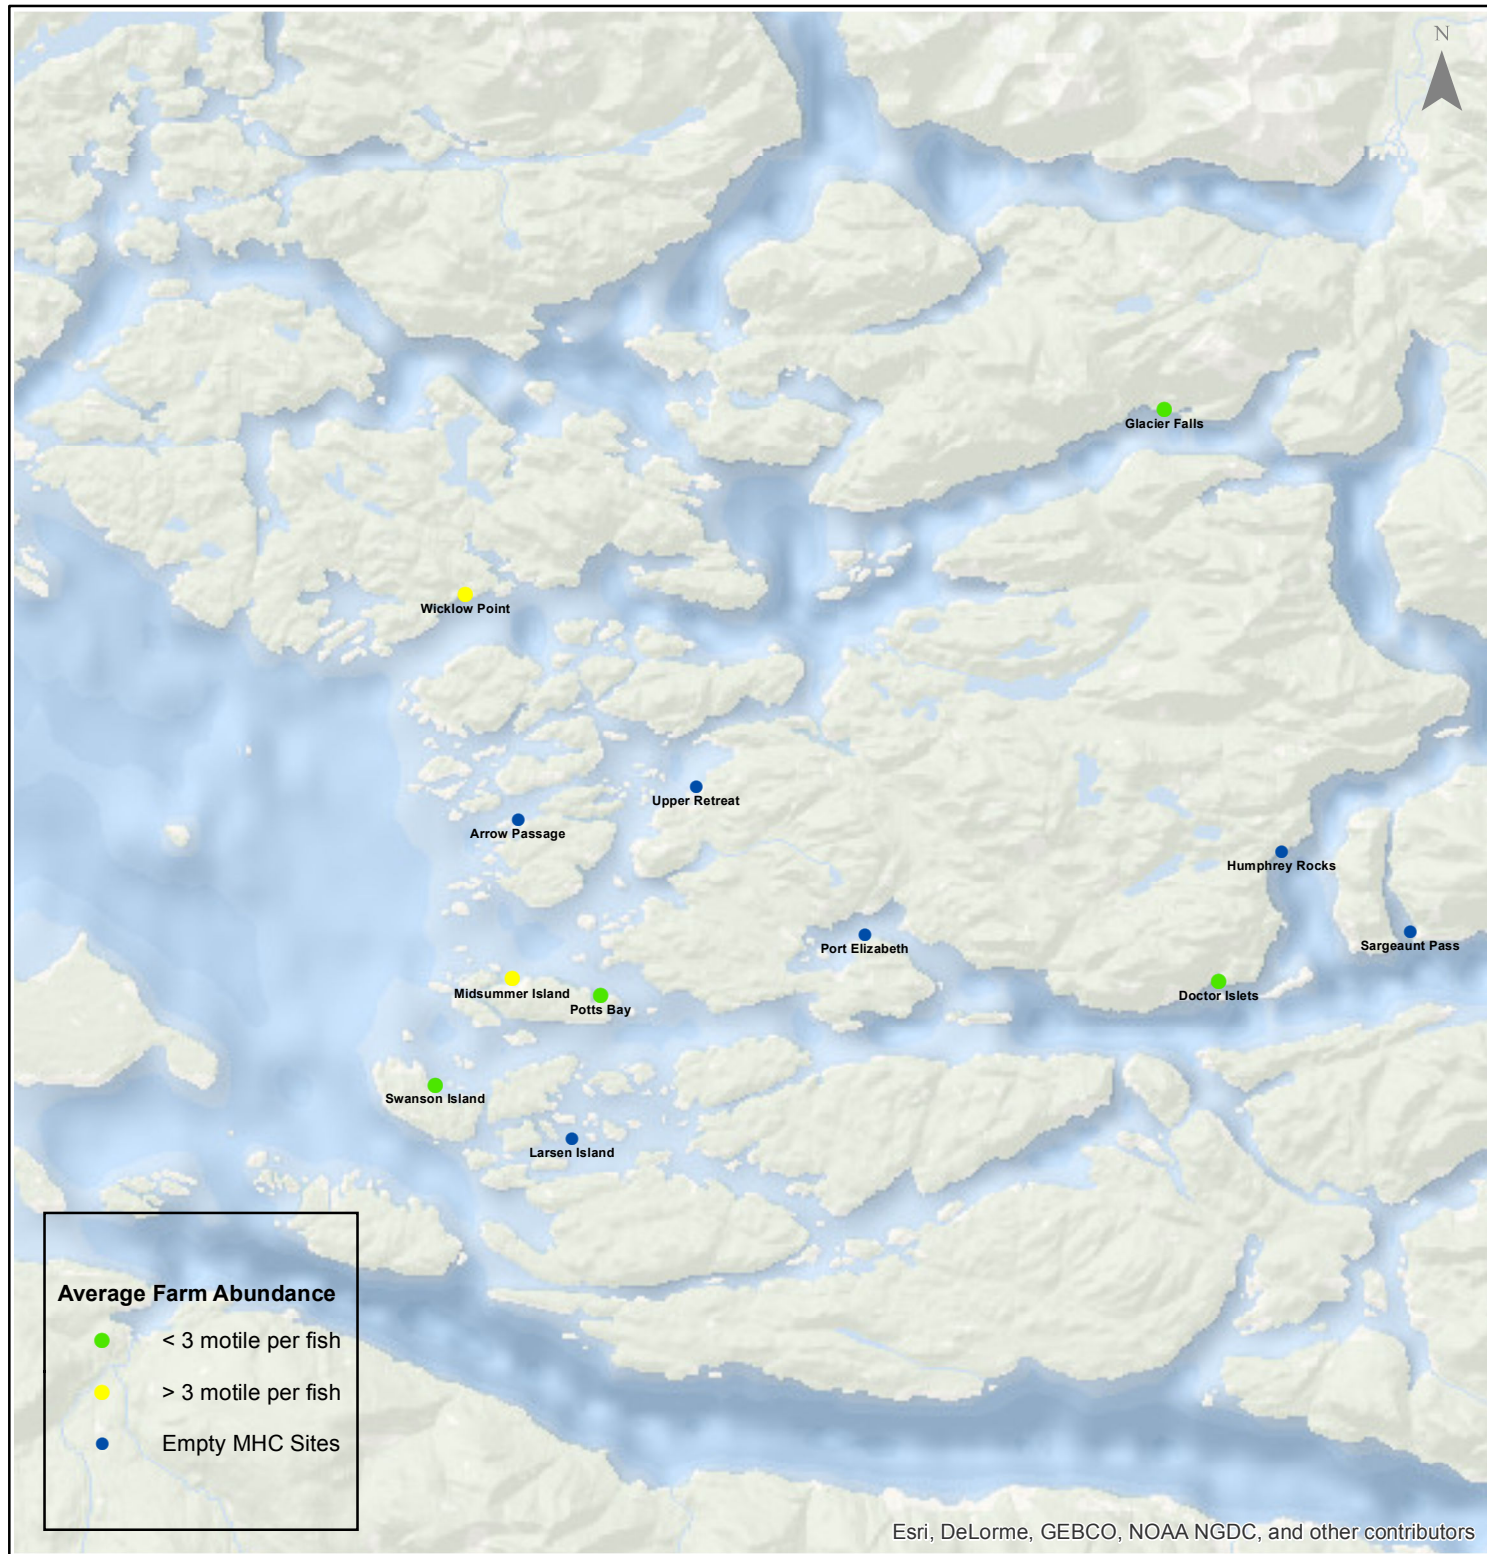 N
Glacier Falls
Wicklow Point
Upper Retreat
Arrow Passage
Humphrey Rocks
Port Elizabeth
Sargeaunt Pass
Midsummer Island
Doctor Islets
Potts Bay
Swanson Island
Larsen Island
Average Farm Abundance
< 3 motile per fish
> 3 motile per fish
Empty MHC Sites
Esri, DeLorme, GEBCO, NOAA NGDC, and other contributors